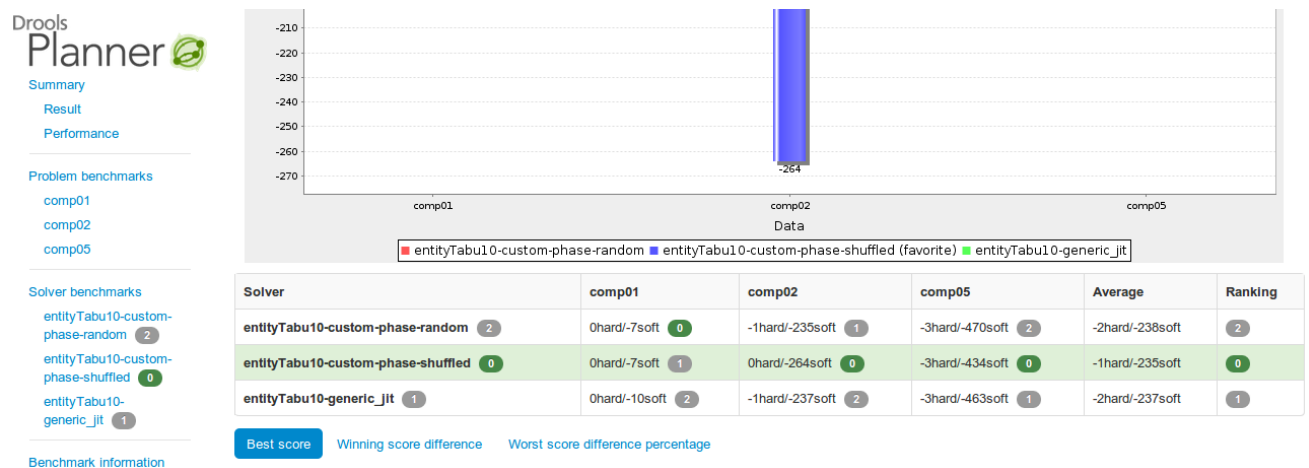 Drools
Planner
Summary
Result
Performance
Problem benchmarks
comp01
comp02
comp05
Solver benchmarks
entityTabu10-custom-
phase-random 2
entityTabu10-custom-
phase-shuffled 0
entityTabu10-
generic_jit 1
Benchmark information
-210
-220
-230
-240
-250
-260
-270
-264
comp01 comp02 comp05
Data
entityTabu10-custom-phase-random entityTabu10-custom-phase-shuffled (favorite) entityTabu10-generic_jit
Solver comp01 comp02 comp05 Average Ranking
entityTabu10-custom-phase-random 2 0hard/-7soft 0 -1hard/-235soft 1 -3hard/-470soft 2 -2hard/-238soft 2
entityTabu10-custom-phase-shuffled 0 0hard/-7soft 1 0hard/-264soft 0 -3hard/-434soft 0 -1hard/-235soft 0
entityTabu10-generic_jit 1 0hard/-10soft 2 -1hard/-237soft 2 -3hard/-463soft 1 -2hard/-237soft 1
Best score Winning score difference Worst score difference percentage